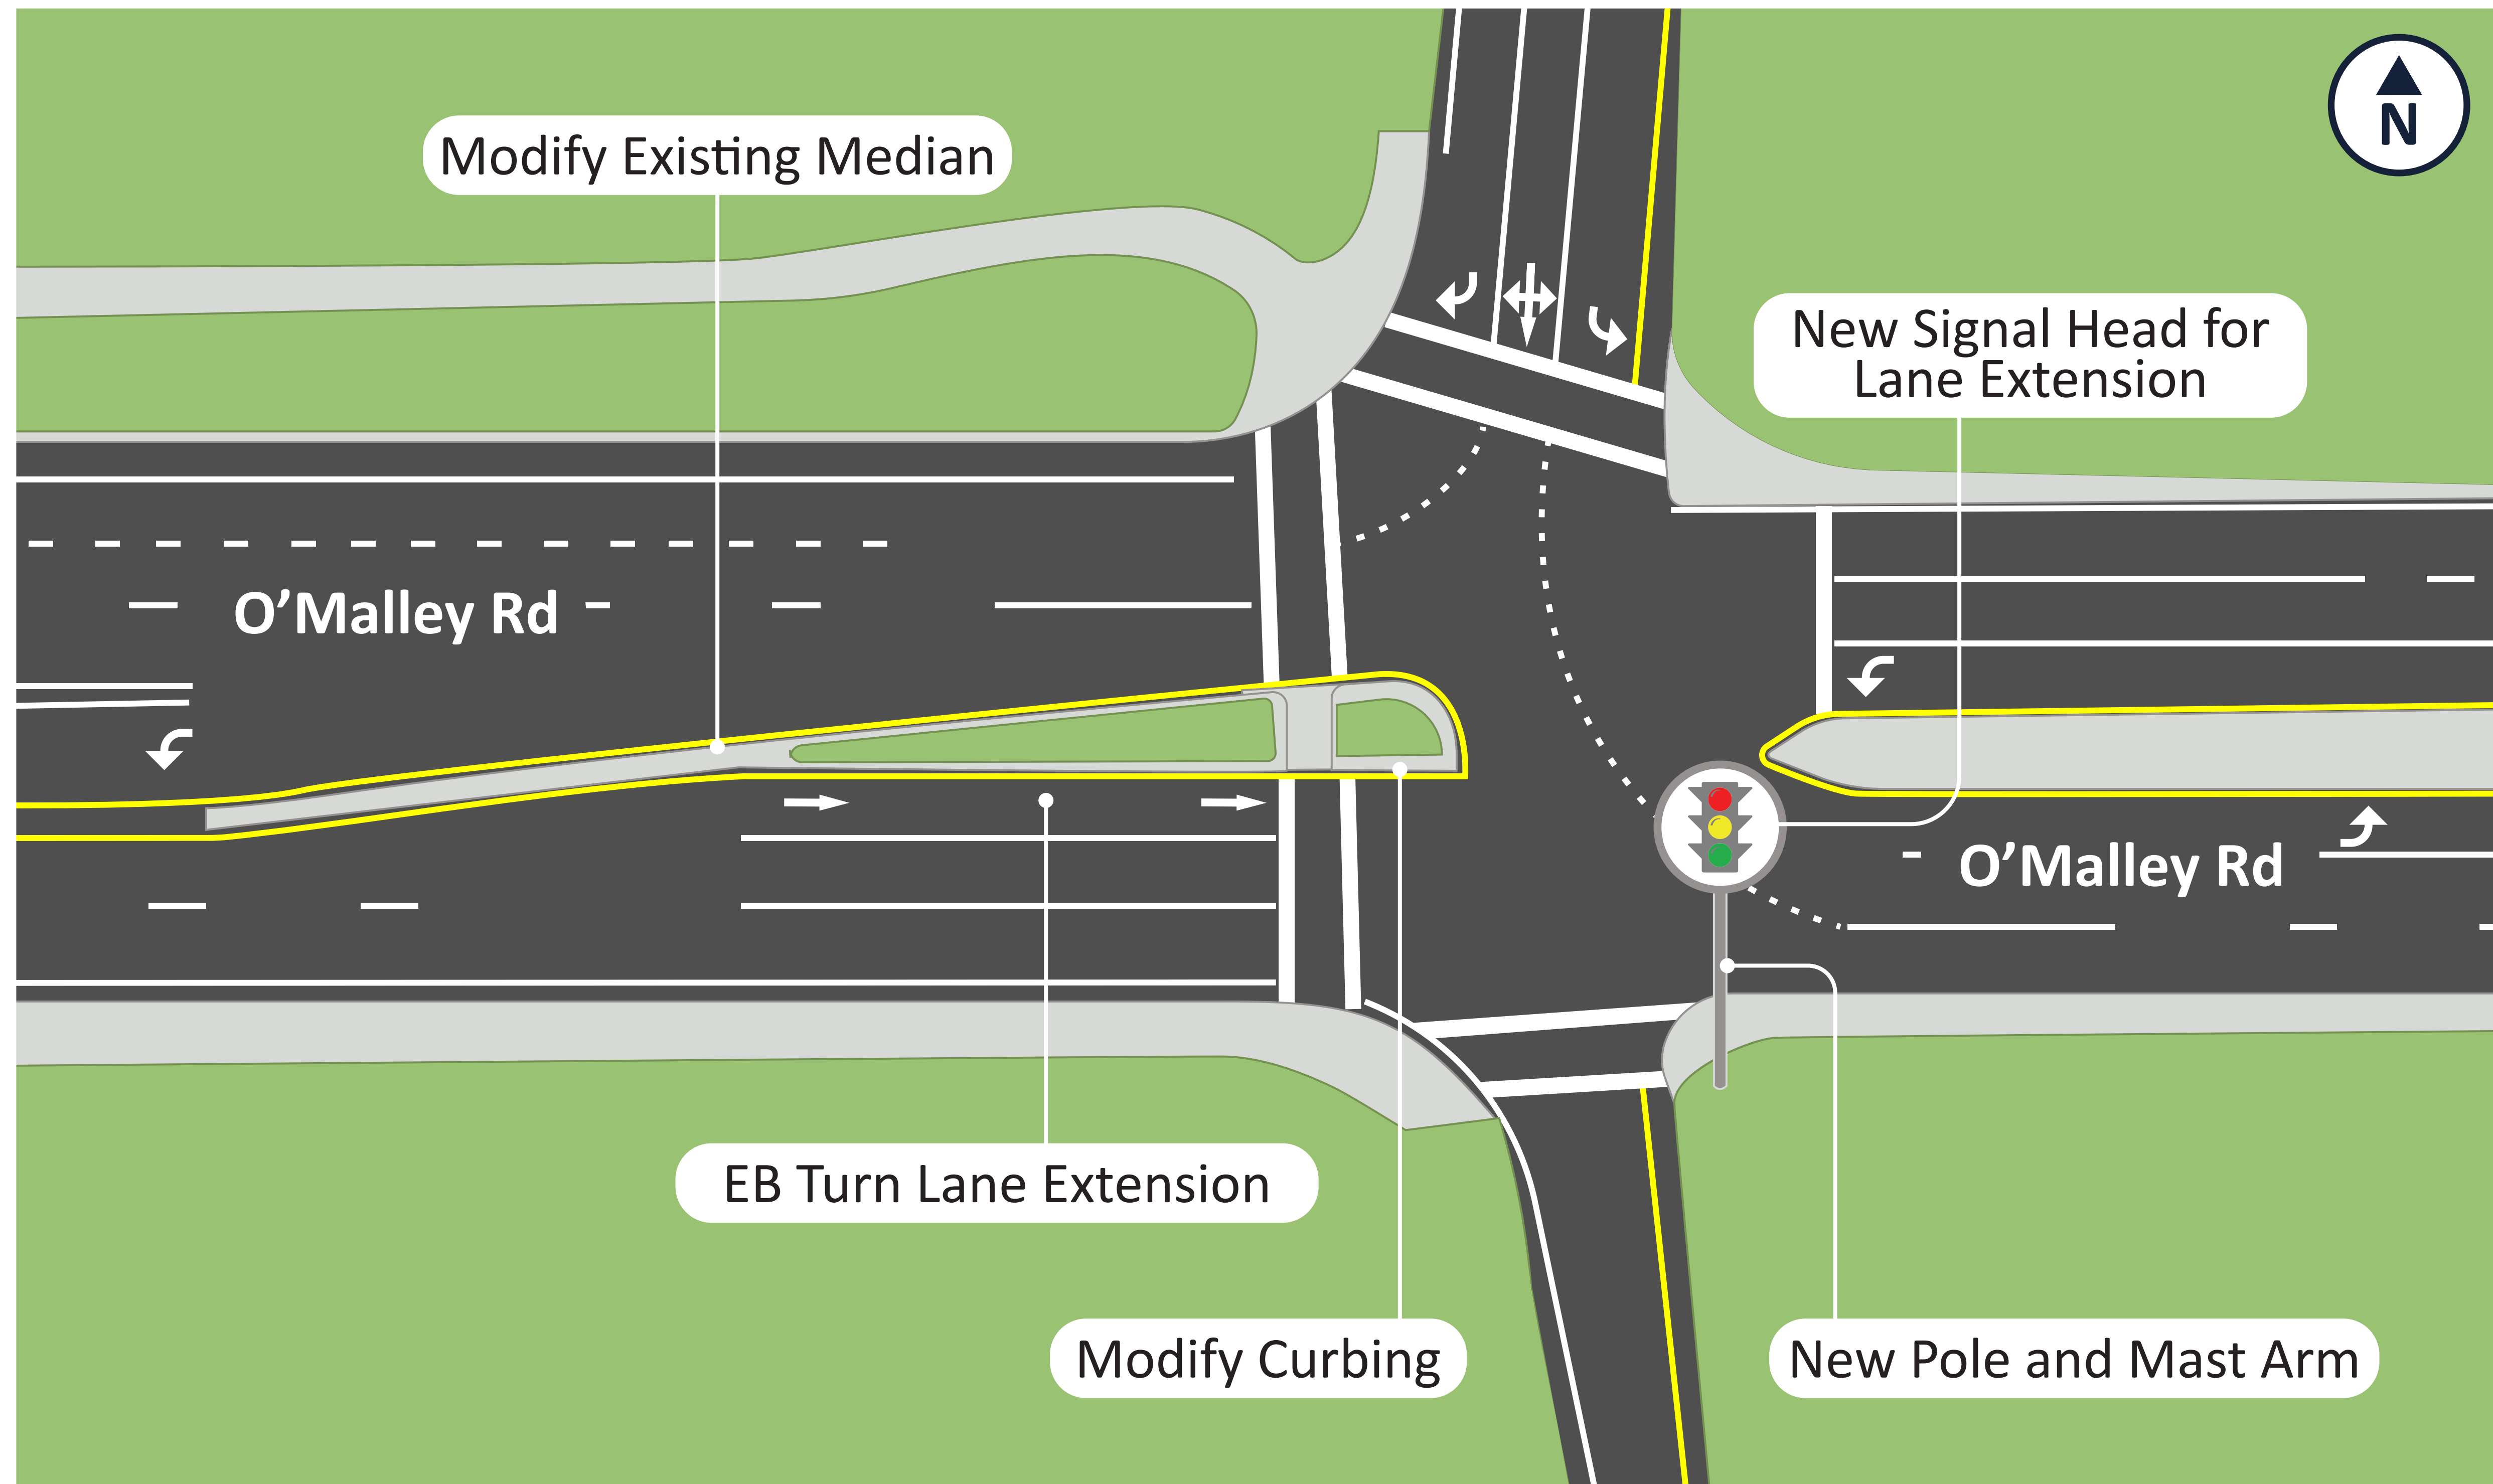 N
Modify Existing Median
New Signal Head for
Lane Extension
O’Malley Rd
O’Malley Rd
EB Turn Lane Extension
Modify Curbing
New Pole and Mast Arm